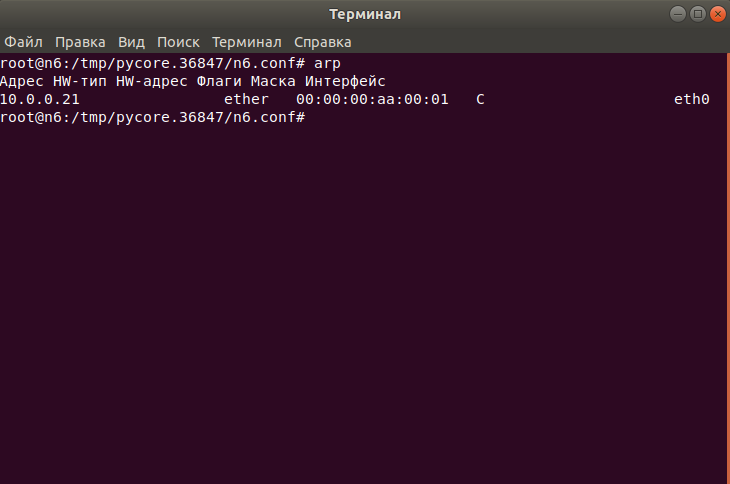 Терминал
Файл Правка Вид Поиск Терминал Справка
root@n6:/tmp/pycore.36847/n6.conf# arp
Адрес HW-тип HW-адрес Флаги Маска Интерфейс
10.0.0.21                ether   00:00:00:aa:00:01   C                     eth0
root@n6:/tmp/pycore.36847/n6.conf#